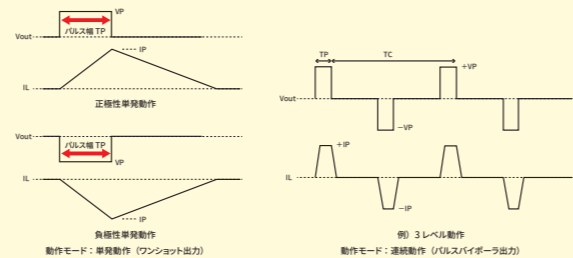 VP
パルス幅 TP
Vout
IP
IL
正極性単発動作
Vout
パルス幅 TP
VP
IL
IP
負極性単発動作
動作モード：単発動作（ワンショット出力）
TP
TC
+VP
Vout
−VP
+IP
IL
−IP
例）3 レベル動作
動作モード：連続動作（パルスバイポーラ出力）